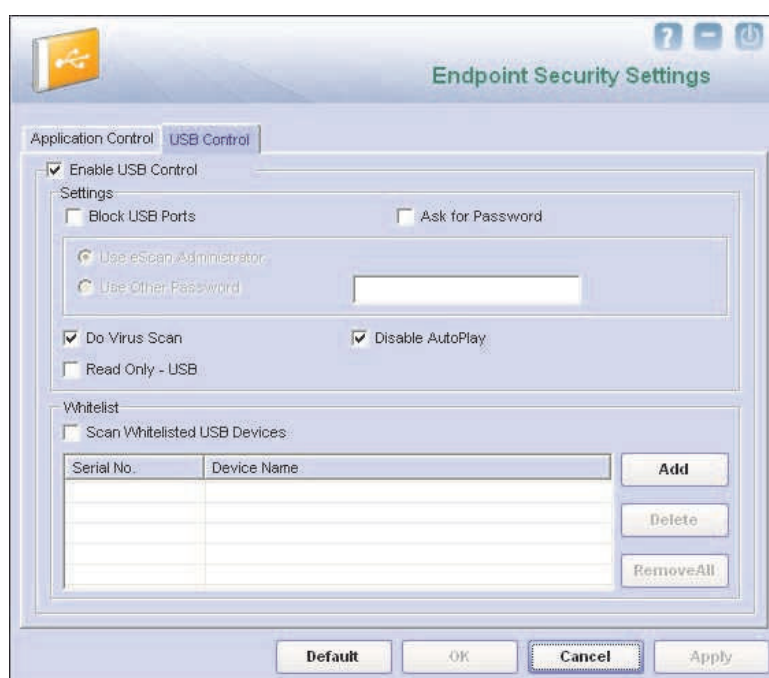 ?
Endpoint Security Settings
Application Control USB Control
Enable USB Control
Settings
Block USB Ports Ask for Password
Use eScan Administrator
Use Other Password
Do Virus Scan Disable AutoPlay
Read Only - USB
Whitelist
Scan Whitelisted USB Devices
Serial No. Device Name
Add
Delete
RemoveAll
Default OK Cancel Apply